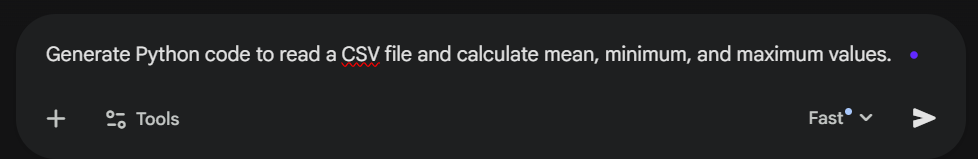 Generate Python code to read a CSV file and calculate mean, minimum, and maximum values.
Tools
Fast